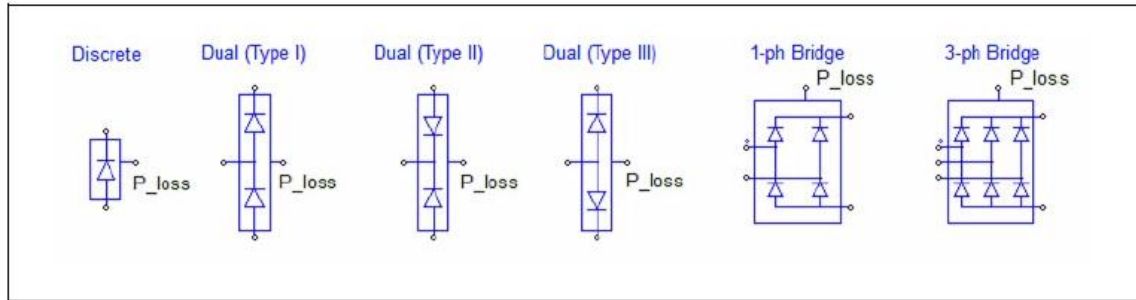 Discrete
Dual (Type I)
Dual (Type II)
Dual (Type III)
1-ph Bridge
3-ph Bridge
P_loss
P_loss
P_loss
P_loss
P_loss
P_loss